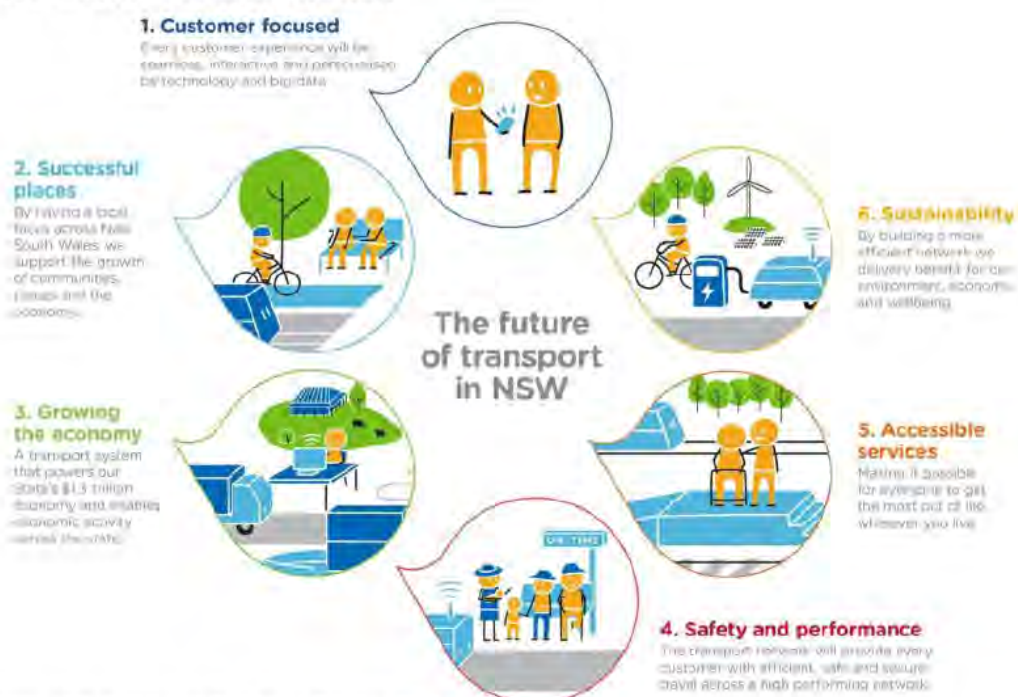 1. Customer focused
Every customer experience will be
seamless, interactive and personalised
by technology and big data
2. Successful
places
By having a local
focus across New
South Wales we
support the growth
of communities,
places and the
economy.
3. Growing
the economy
A transport system
that powers our
State's $1.3 trillion
economy and enables
economic activity
across the state.
The future
of transport
in NSW
6. Sustainability
By building a more
efficient network we
delivery benefit for our
environment, economy
and wellbeing.
5. Accessible
services
Making it possible
for everyone to get
the most out of life,
wherever you live.
ON TIME
4. Safety and performance
The transport network will provide every
customer with efficient, safe and secure
travel across a high performing network.